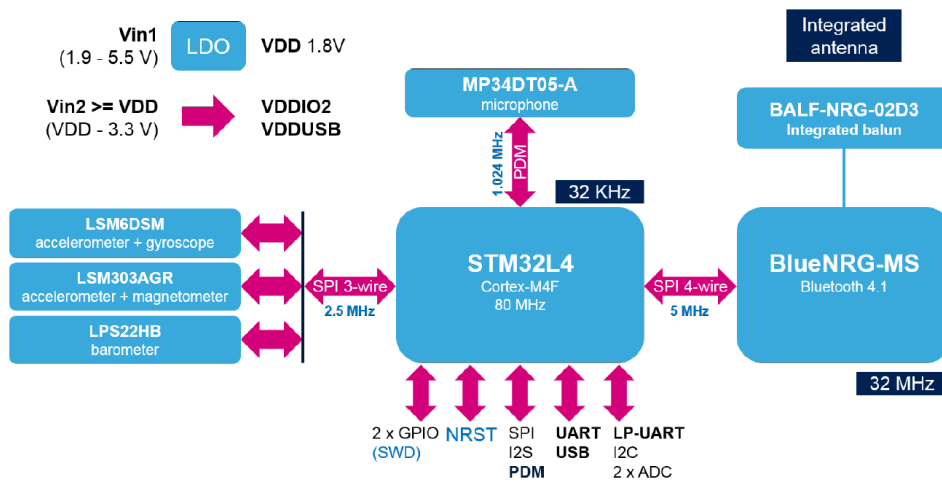 Vin1
(1.9 - 5.5 V)
LDO
VDD 1.8V
Vin2 >= VDD
(VDD - 3.3 V)
VDDIO2
VDDUSB
MP34DT05-A
microphone
Integrated
antenna
BALF-NRG-02D3
Integrated balun
1.024 MHz
PDM
32 KHz
LSM6DSM
accelerometer + gyroscope
LSM303AGR
accelerometer + magnetometer
LPS22HB
barometer
SPI 3-wire
2.5 MHz
STM32L4
Cortex-M4F
80 MHz
SPI 4-wire
5 MHz
BlueNRG-MS
Bluetooth 4.1
32 MHz
2 x GPIO
(SWD)
NRST
SPI
I2S
PDM
UART
USB
LP-UART
I2C
2 x ADC